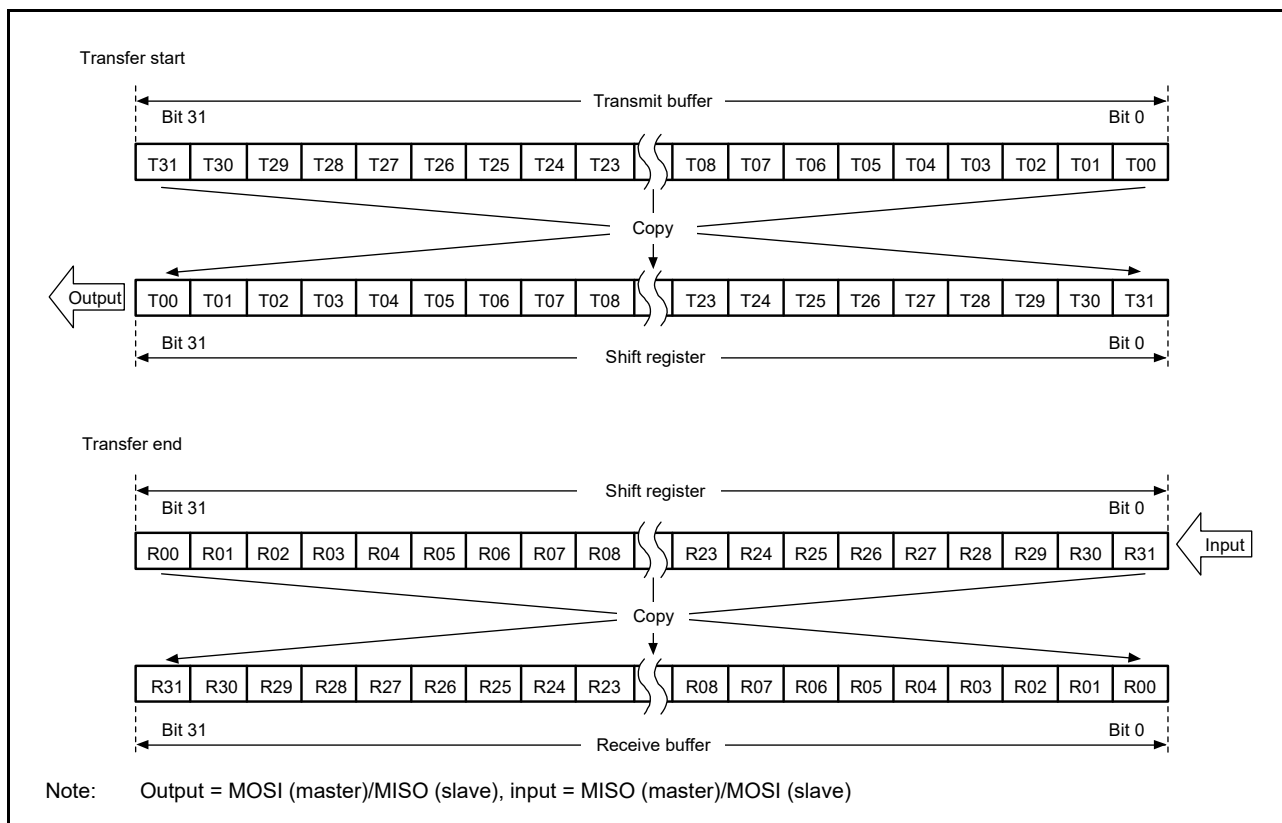 Transfer start
Transmit buffer
Bit 31 Bit 0
T31 T30 T29 T28 T27 T26 T25 T24 T23 T08 T07 T06 T05 T04 T03 T02 T01 T00
Copy
Output T00 T01 T02 T03 T04 T05 T06 T07 T08 T23 T24 T25 T26 T27 T28 T29 T30 T31
Bit 31 Bit 0
Shift register
Transfer end
Shift register
Bit 31 Bit 0
R00 R01 R02 R03 R04 R05 R06 R07 R08 R23 R24 R25 R26 R27 R28 R29 R30 R31 Input
Copy
R31 R30 R29 R28 R27 R26 R25 R24 R23 R08 R07 R06 R05 R04 R03 R02 R01 R00
Bit 31 Bit 0
Receive buffer
Note: Output = MOSI (master)/MISO (slave), input = MISO (master)/MOSI (slave)